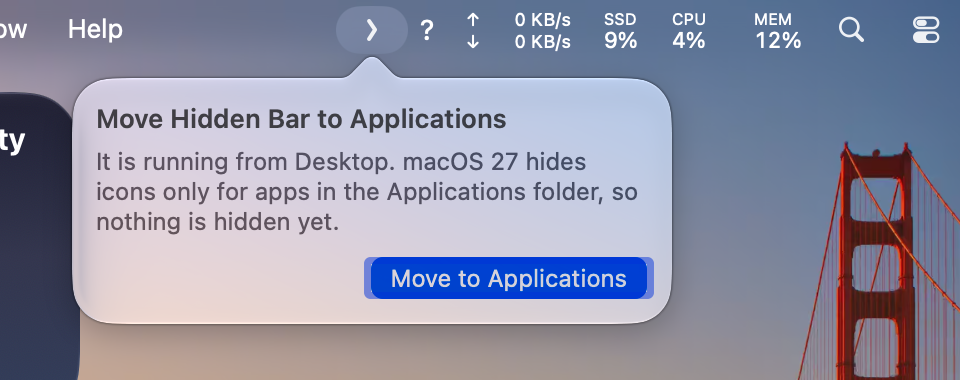 ow Help
❯ ? ↑ ↓ 0 KB/s 0 KB/s SSD 9% CPU 4% MEM 12%
ty
Move Hidden Bar to Applications
It is running from Desktop. macOS 27 hides
icons only for apps in the Applications folder, so
nothing is hidden yet.
Move to Applications